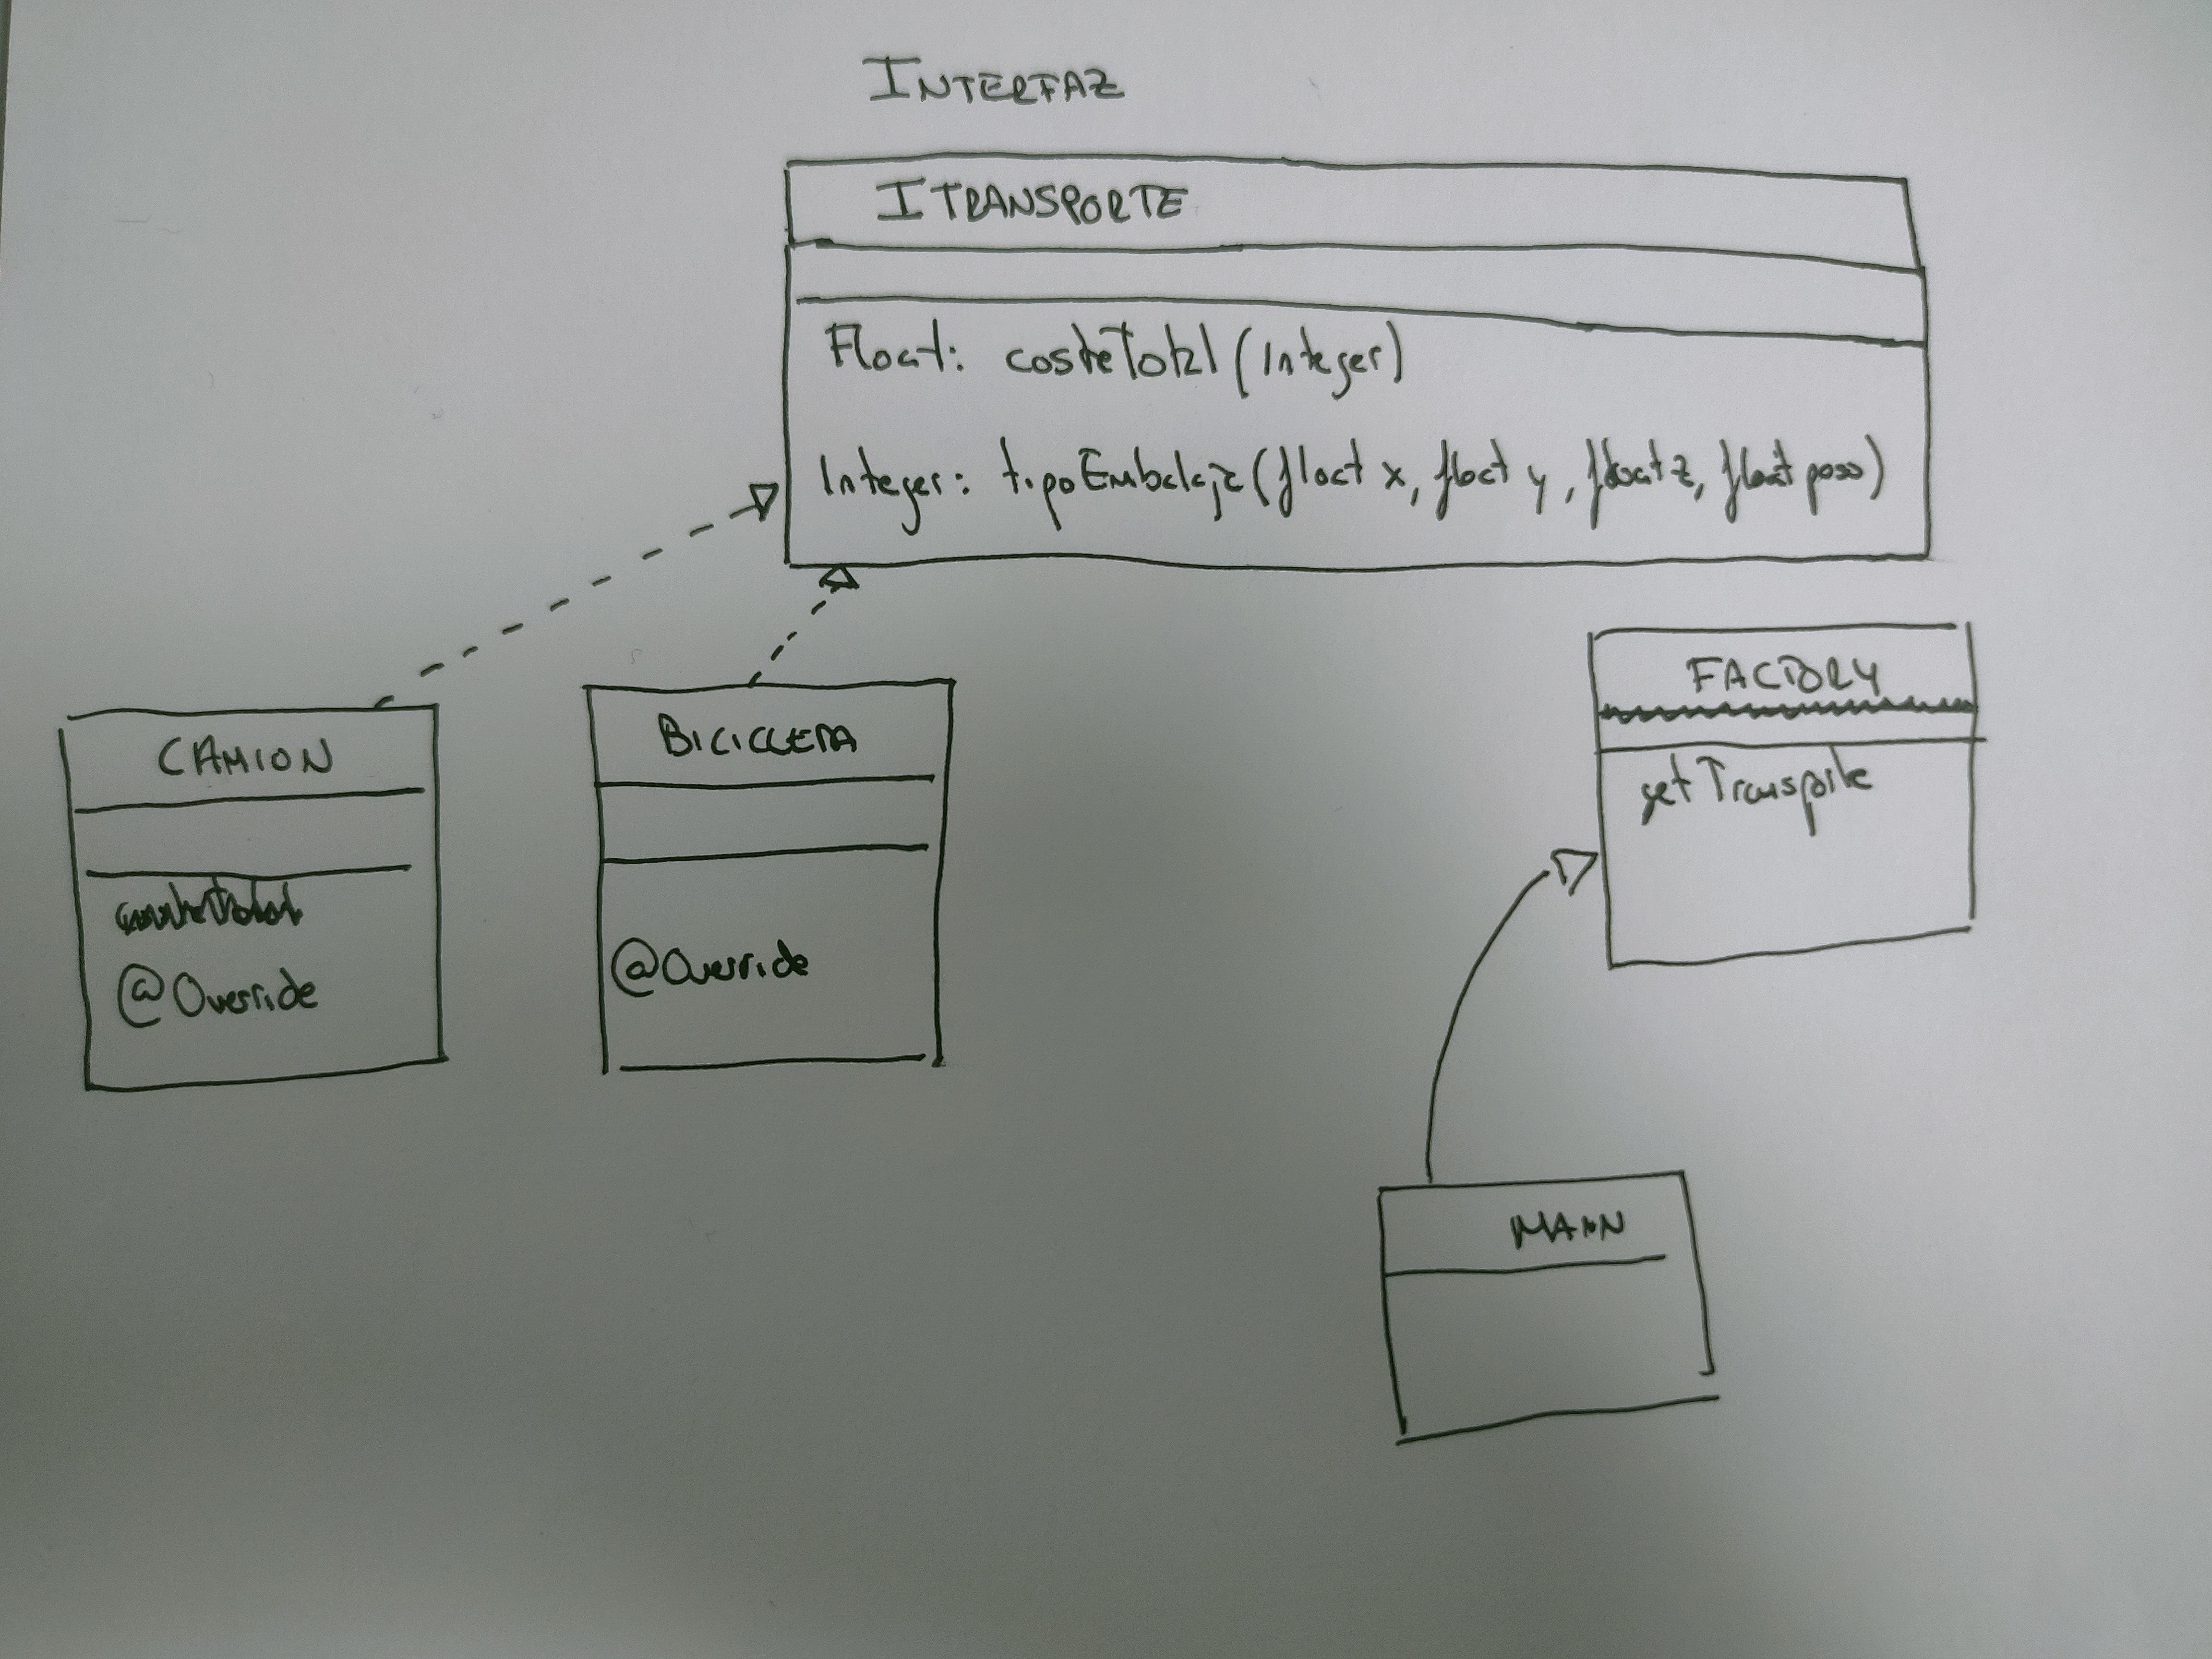 INTERFAZ
ITRANSPORTE
Float: costeTotal (Integer)
Integer: tipoEmbalaje (float x, float y, float z, float peso)
FACTORY
getTransporte
CAMION
@Override
BICICLETA
@Override
MAIN